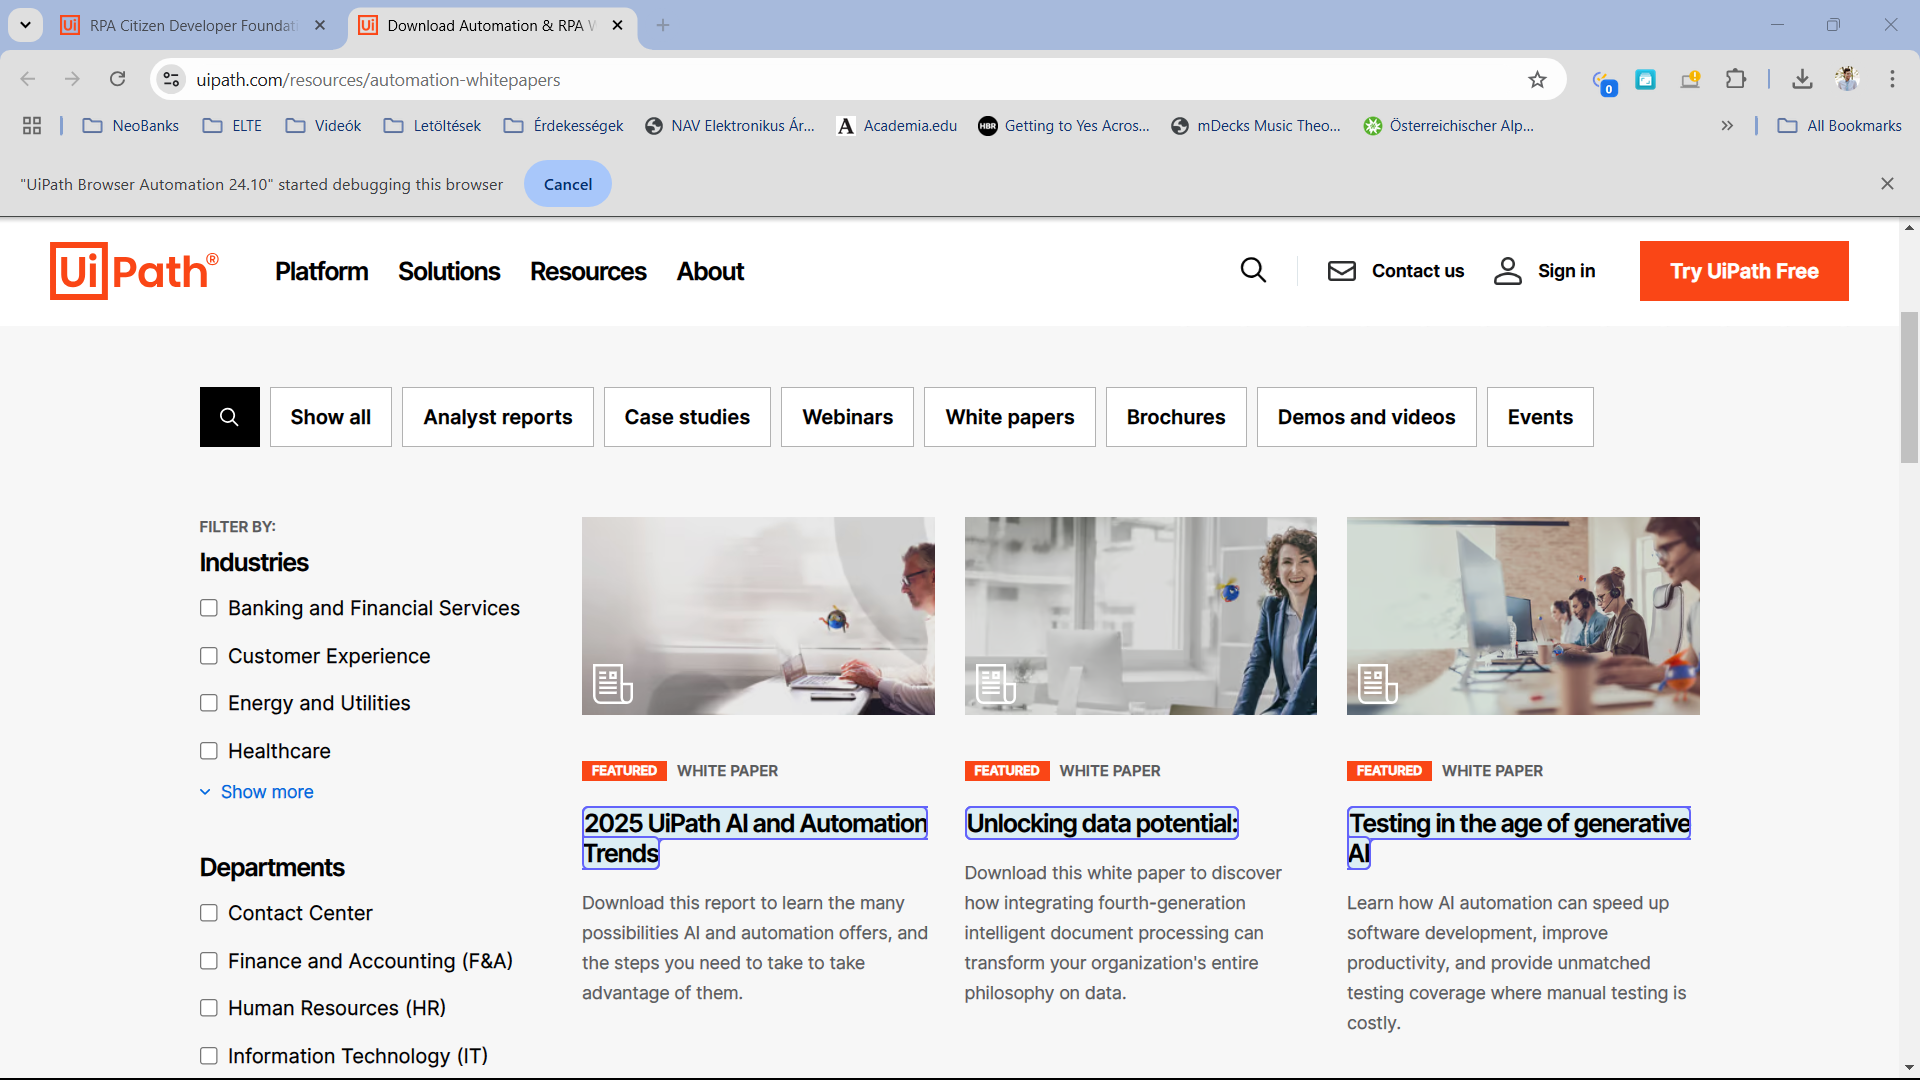 RPA Citizen Developer Foundati
Download Automation & RPA W
uipath.com/resources/automation-whitepapers
0
NeoBanks
ELTE
Videók
Letöltések
Érdekességek
NAV Elektronikus Ár...
A Academia.edu
HBR Getting to Yes Acros...
mDecks Music Theo...
Österreichischer Alp...
All Bookmarks
"UiPath Browser Automation 24.10" started debugging this browser
Cancel
UiPath®
Platform
Solutions
Resources
About
Contact us
Sign in
Try UiPath Free
Show all
Analyst reports
Case studies
Webinars
White papers
Brochures
Demos and videos
Events
FILTER BY:
Industries
Banking and Financial Services
Customer Experience
Energy and Utilities
Healthcare
Show more
Departments
Contact Center
Finance and Accounting (F&A)
Human Resources (HR)
Information Technology (IT)
FEATURED WHITE PAPER
2025 UiPath AI and Automation
Trends
Download this report to learn the many
possibilities AI and automation offers, and
the steps you need to take to take
advantage of them.
FEATURED WHITE PAPER
Unlocking data potential:
Download this white paper to discover
how integrating fourth-generation
intelligent document processing can
transform your organization's entire
philosophy on data.
FEATURED WHITE PAPER
Testing in the age of generative
AI
Learn how AI automation can speed up
software development, improve
productivity, and provide unmatched
testing coverage where manual testing is
costly.